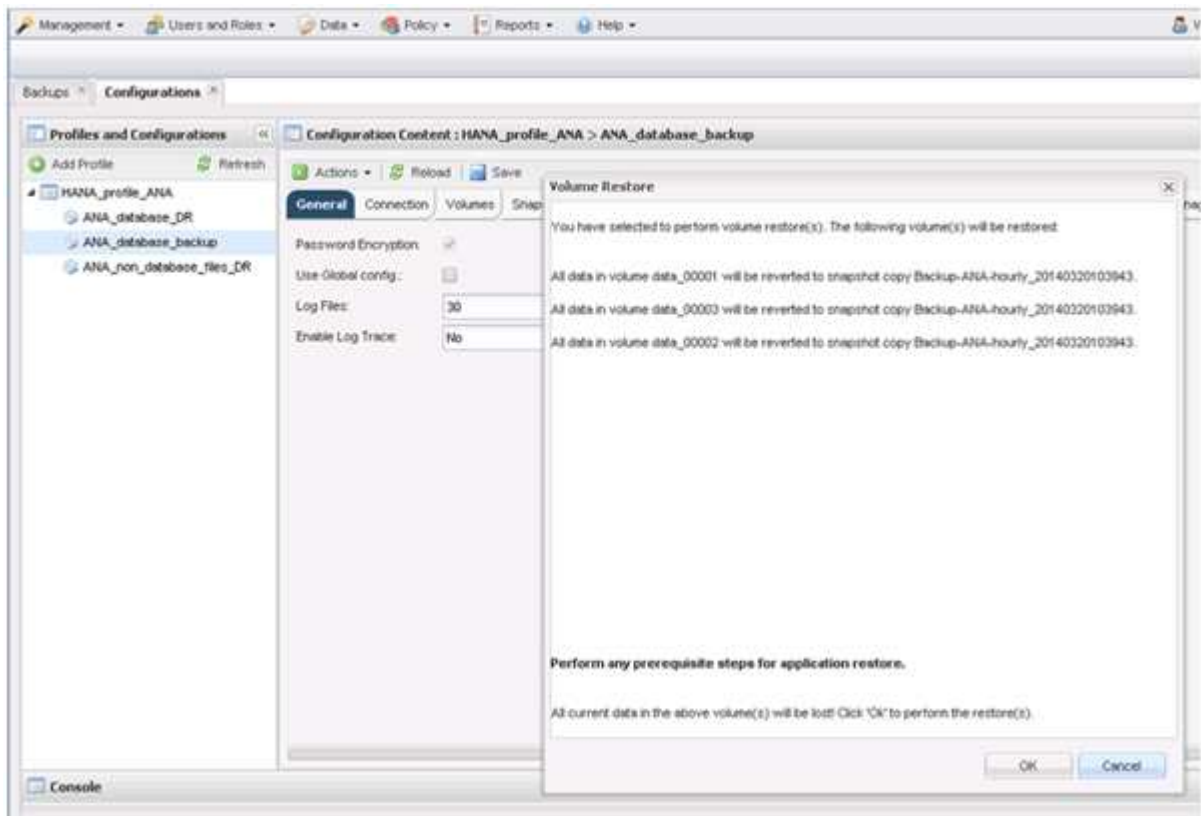 Management Users and Roles Data Policy Reports Help
Backups Configurations
Profiles and Configurations
Add Profile Refresh
HANA_profile_ANA
ANA_database_DR
ANA_database_backup
ANA_non_database_files_DR
Configuration Content : HANA_profile_ANA > ANA_database_backup
Actions Reload Save
General Connection Volumes Snap
Password Encryption:
Use Global config.:
Log Files: 30
Enable Log Trace: No
Volume Restore
You have selected to perform volume restore(s). The following volume(s) will be restored:
All data in volume data_00001 will be reverted to snapshot copy Backup-ANA-hourly_20140320103943.
All data in volume data_00003 will be reverted to snapshot copy Backup-ANA-hourly_20140320103943.
All data in volume data_00002 will be reverted to snapshot copy Backup-ANA-hourly_20140320103943.
Perform any prerequisite steps for application restore.
All current data in the above volume(s) will be lost! Click 'Ok' to perform the restore(s).
OK Cancel
Console